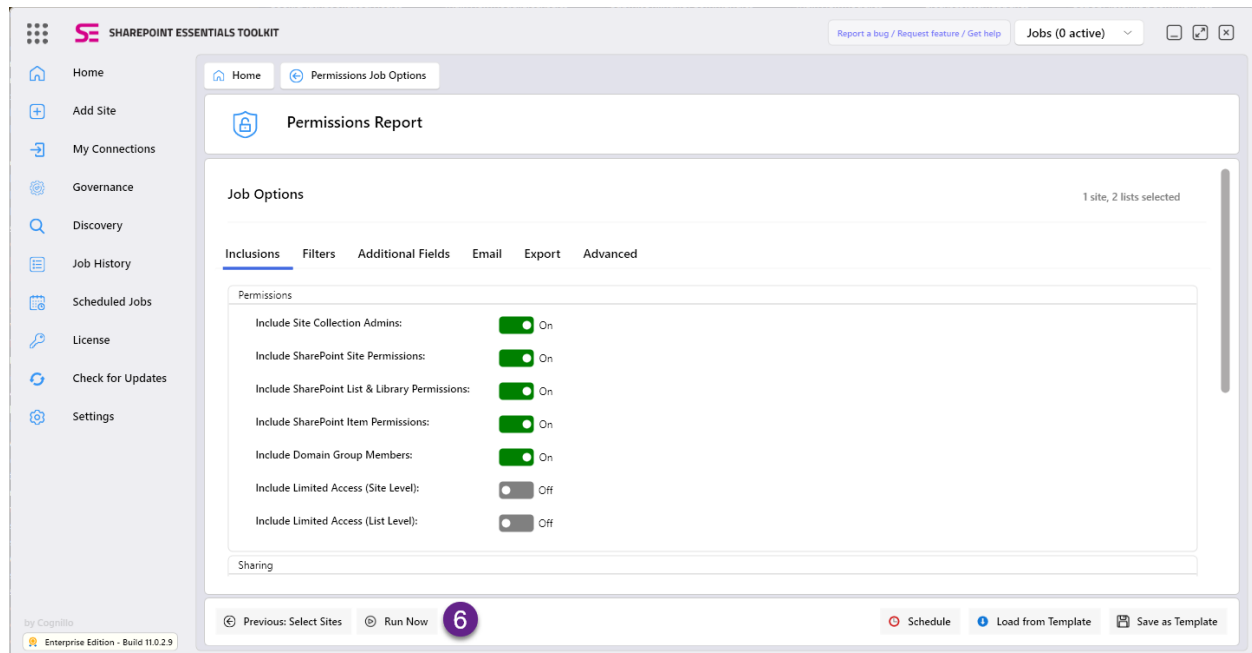 SE SHAREPOINT ESSENTIALS TOOLKIT
Report a bug / Request feature / Get help
Jobs (0 active)
Home
Add Site
My Connections
Governance
Discovery
Job History
Scheduled Jobs
License
Check for Updates
Settings
by Cognillo
Enterprise Edition - Build 11.0.2.9
Home
Permissions Job Options
Permissions Report
Job Options
1 site, 2 lists selected
Inclusions Filters Additional Fields Email Export Advanced
Permissions
Include Site Collection Admins: On
Include SharePoint Site Permissions: On
Include SharePoint List & Library Permissions: On
Include SharePoint Item Permissions: On
Include Domain Group Members: On
Include Limited Access (Site Level): Off
Include Limited Access (List Level): Off
Sharing
Previous: Select Sites
Run Now
6
Schedule
Load from Template
Save as Template